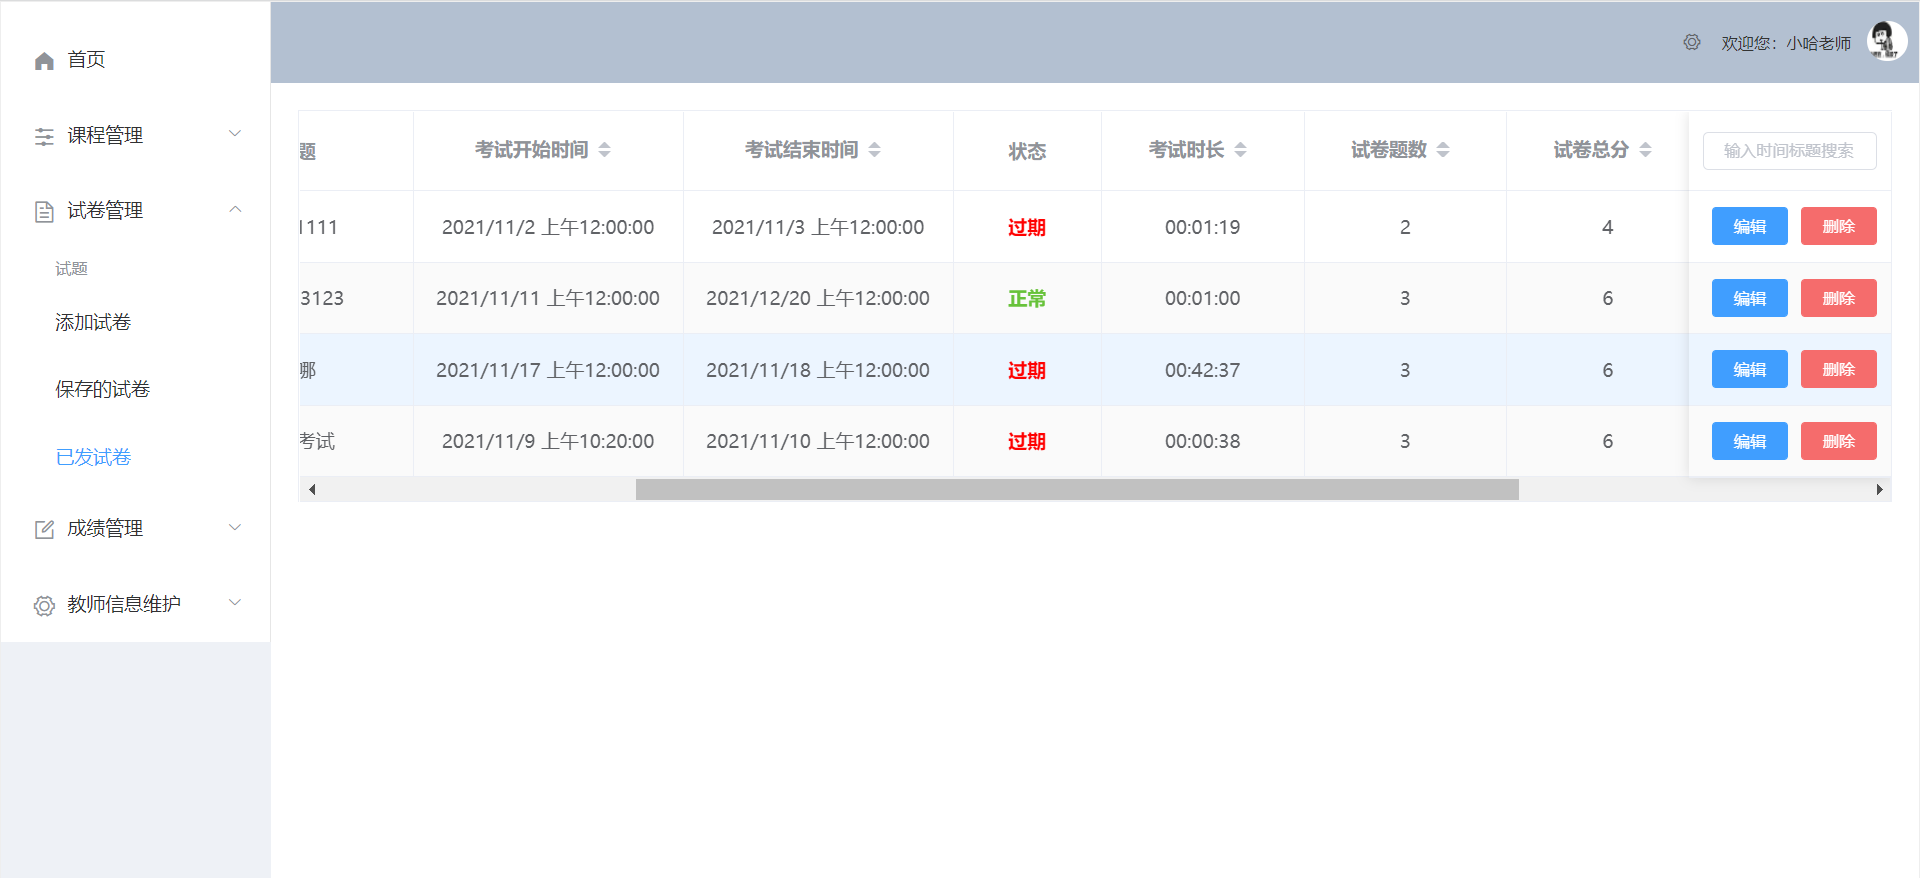 首页
课程管理
试卷管理
试题
添加试卷
保存的试卷
已发试卷
成绩管理
教师信息维护
欢迎您：小哈老师
题 考试开始时间 考试结束时间 状态 考试时长 试卷题数 试卷总分 输入时间标题搜索
1111 2021/11/2 上午12:00:00 2021/11/3 上午12:00:00 过期 00:01:19 2 4 编辑 删除
3123 2021/11/11 上午12:00:00 2021/12/20 上午12:00:00 正常 00:01:00 3 6 编辑 删除
哪 2021/11/17 上午12:00:00 2021/11/18 上午12:00:00 过期 00:42:37 3 6 编辑 删除
考试 2021/11/9 上午10:20:00 2021/11/10 上午12:00:00 过期 00:00:38 3 6 编辑 删除